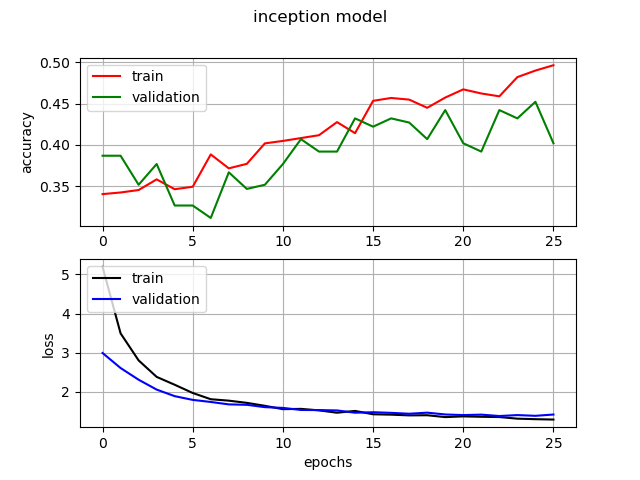 inception model
accuracy
0.50
0.45
0.40
0.35
train
validation
0 5 10 15 20 25
loss
5
4
3
2
train
validation
0 5 10 15 20 25
epochs